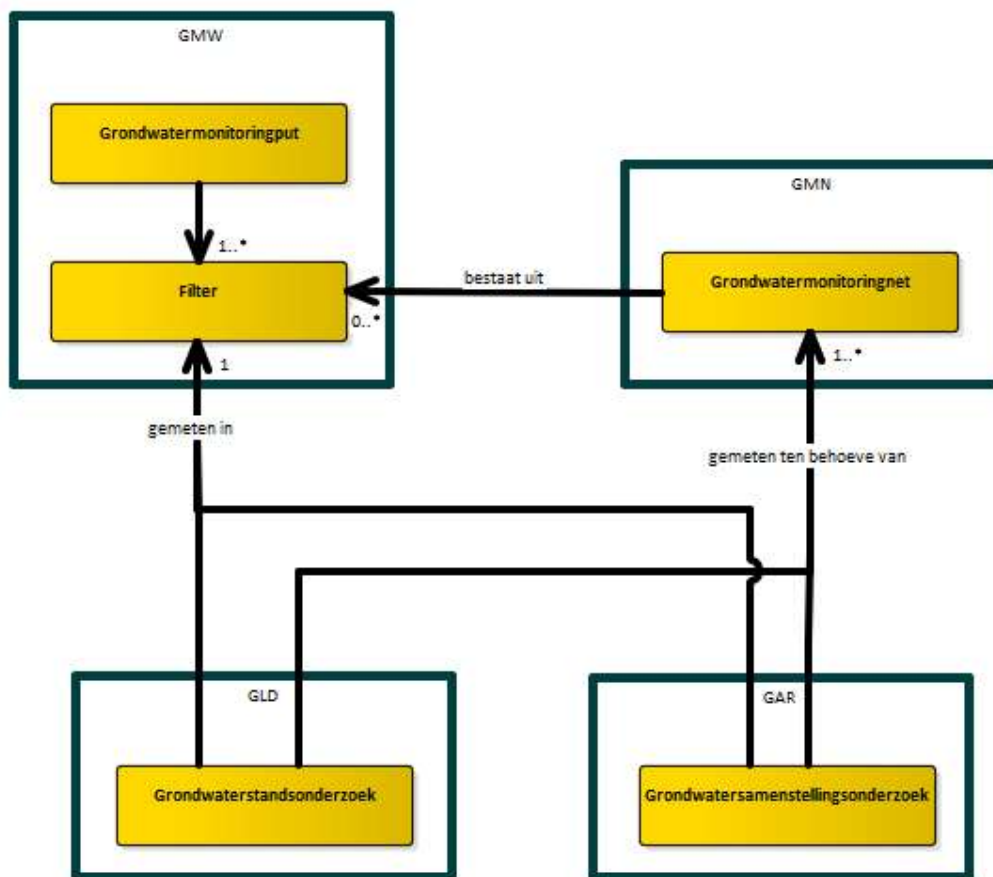 GMW
Grondwatermonitoringput
1..*
Filter
0..*
1
GMN
Grondwatermonitoringnet
1..*
bestaat uit
gemeten in
gemeten ten behoeve van
GLD
Grondwaterstandsonderzoek
GAR
Grondwatersamenstellingsonderzoek